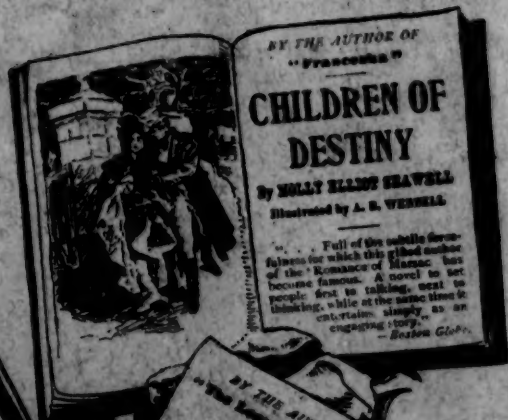 BY THE AUTHOR OF
"Francezka"
CHILDREN OF
DESTINY
By MOLLY ELLIOT SEAWELL
Illustrated by A. B. WENZELL
". . . Full of the subtile force-
fulness for which this gifted author
of the 'Romance of Marsac' has
become famous. A novel to set
people first to talking, next to
thinking, while at the same time it
entertains simply as an
engaging story."
— Boston Globe.
BY THE AU
"The